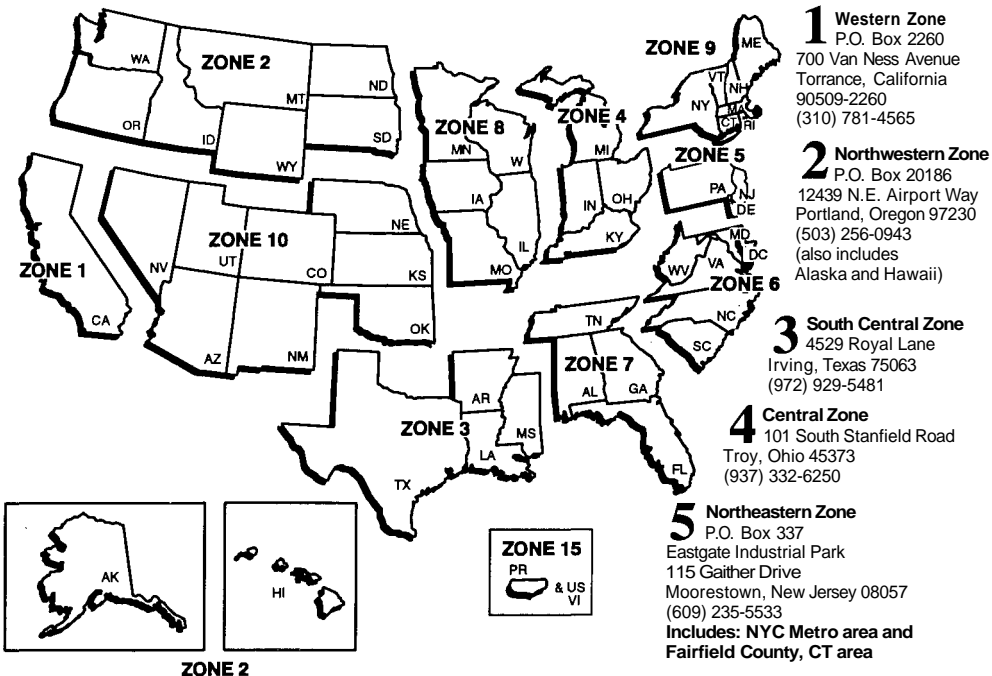 ZONE 9
ME
VT
NH
NY
MA
CT
RI
WA
ZONE 2
MT
ND
OR
ID
WY
SD
ZONE 8
MN
W
IA
IL
MO
ZONE 4
MI
IN
OH
KY
ZONE 5
PA
NJ
DE
MD
DC
WV
VA
ZONE 6
NC
SC
ZONE 1
CA
NV
ZONE 10
UT
CO
NE
KS
OK
AZ
NM
TN
ZONE 7
AL
GA
FL
AR
ZONE 3
MS
LA
TX
AK
HI
ZONE 2
ZONE 15
PR
& US
VI
1 Western Zone
P.O. Box 2260
700 Van Ness Avenue
Torrance, California
90509-2260
(310) 781-4565
2 Northwestern Zone
P.O. Box 20186
12439 N.E. Airport Way
Portland, Oregon 97230
(503) 256-0943
(also includes
Alaska and Hawaii)
3 South Central Zone
4529 Royal Lane
Irving, Texas 75063
(972) 929-5481
4 Central Zone
101 South Stanfield Road
Troy, Ohio 45373
(937) 332-6250
5 Northeastern Zone
P.O. Box 337
Eastgate Industrial Park
115 Gaither Drive
Moorestown, New Jersey 08057
(609) 235-5533
Includes: NYC Metro area and
Fairfield County, CT area